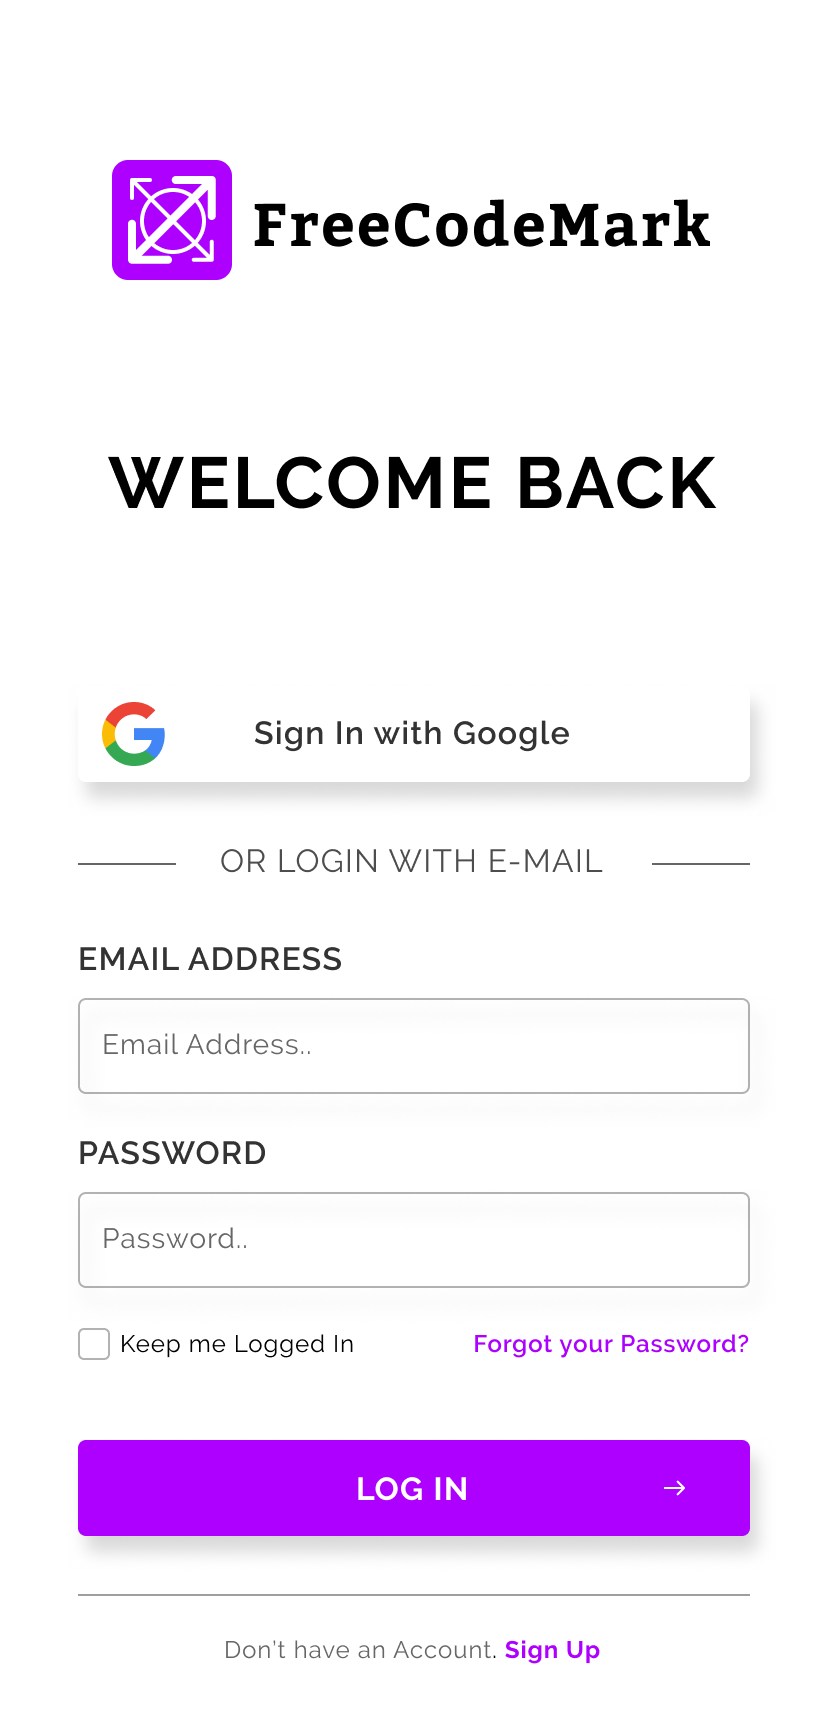 FreeCodeMark
WELCOME BACK
Sign In with Google
OR LOGIN WITH E-MAIL
EMAIL ADDRESS
Email Address..
PASSWORD
Password..
Keep me Logged In Forgot your Password?
LOG IN →
Don’t have an Account. Sign Up